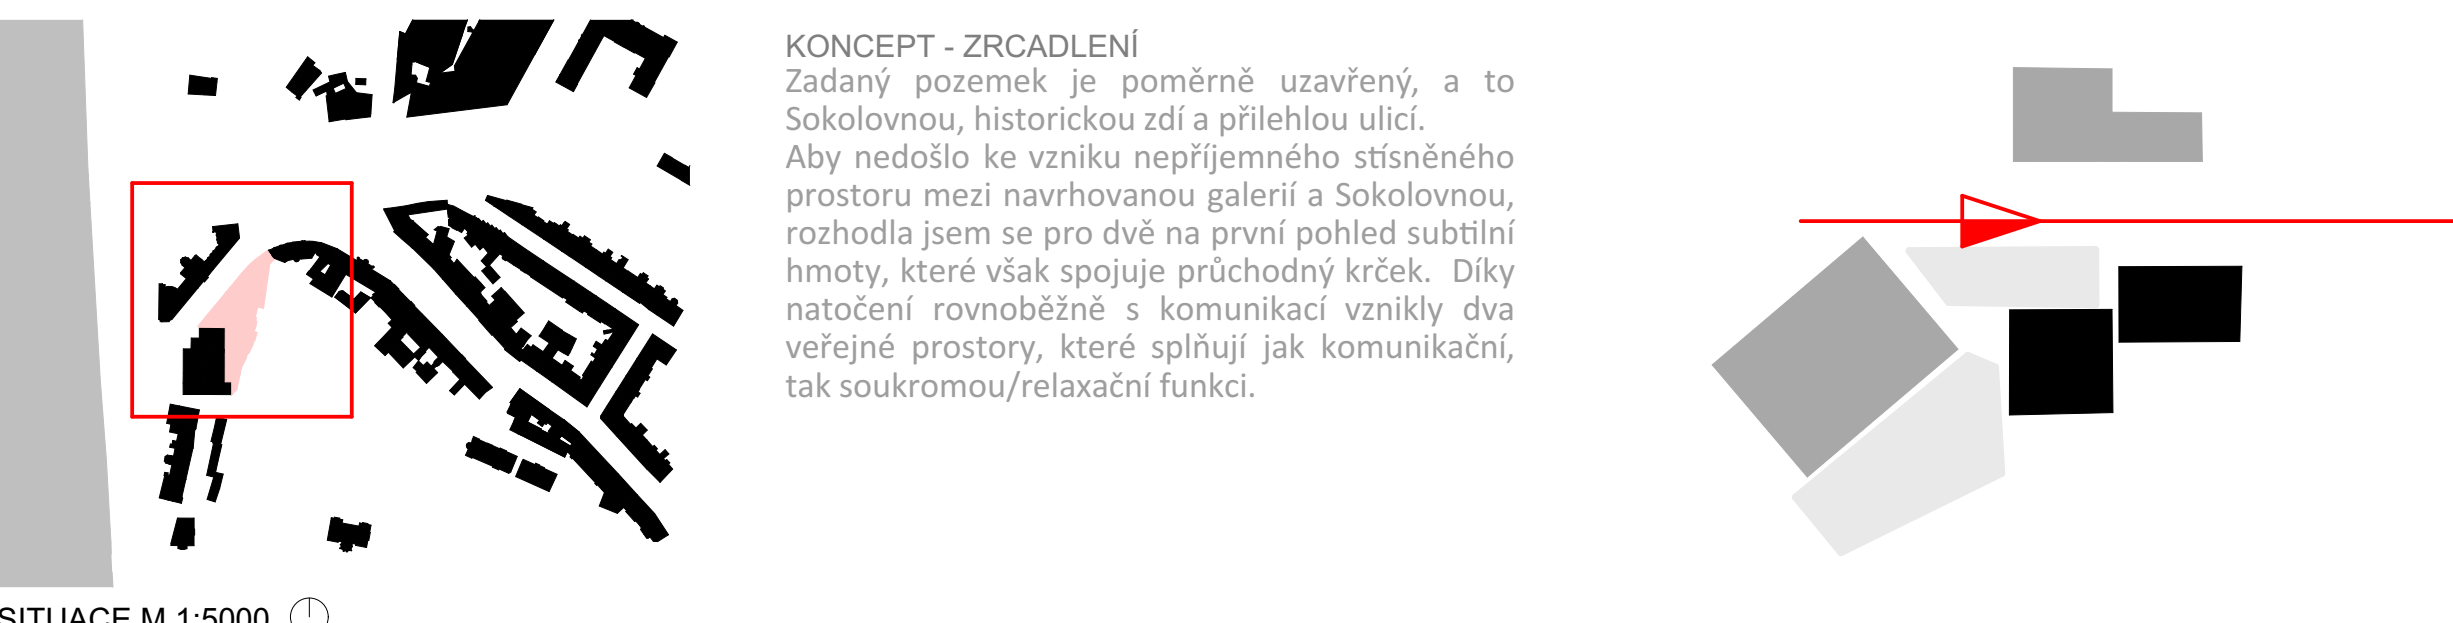 KONCEPT - ZRCADLENÍ
Zadaný pozemek je poměrně uzavřený, a to
Sokolovnou, historickou zdí a přilehlou ulicí.
Aby nedošlo ke vzniku nepříjemného stísněného
prostoru mezi navrhovanou galerií a Sokolovnou,
rozhodla jsem se pro dvě na první pohled subtilní
hmoty, které však spojuje průchodný krček. Díky
natočení rovnoběžně s komunikací vznikly dva
veřejné prostory, které splňují jak komunikační,
tak soukromou/relaxační funkci.
SITUACE M 1:5000